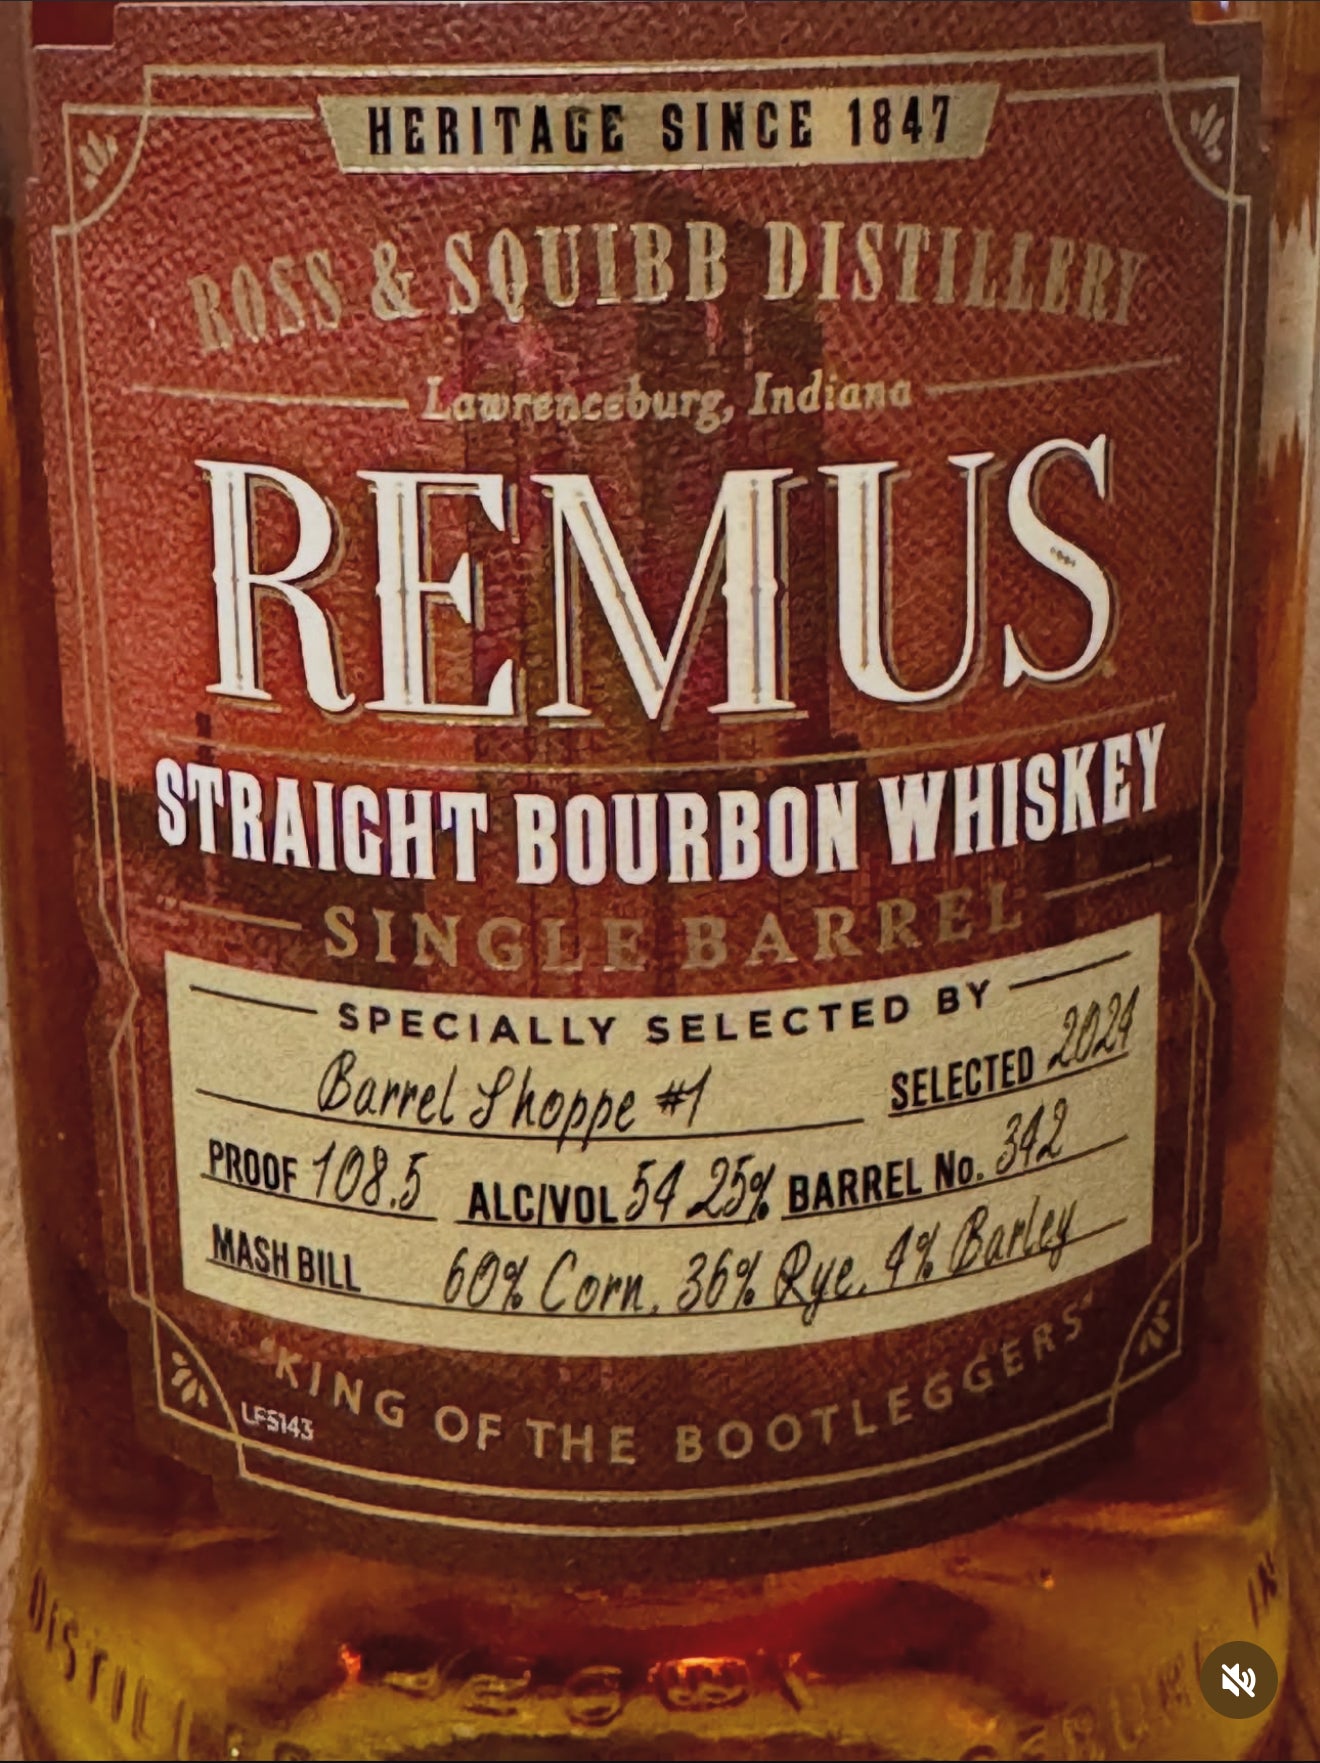 HERITAGE SINCE 1847
ROSS & SQUIBB DISTILLERY
Lawrenceburg, Indiana
REMUS
STRAIGHT BOURBON WHISKEY
SINGLE BARREL
SPECIALLY SELECTED BY
Barrel Shoppe #1 SELECTED 2024
PROOF 108.5 ALC/VOL 54.25% BARREL No. 342
MASH BILL 60% Corn, 36% Rye, 4% Barley
"KING OF THE BOOTLEGGERS"
LF5143